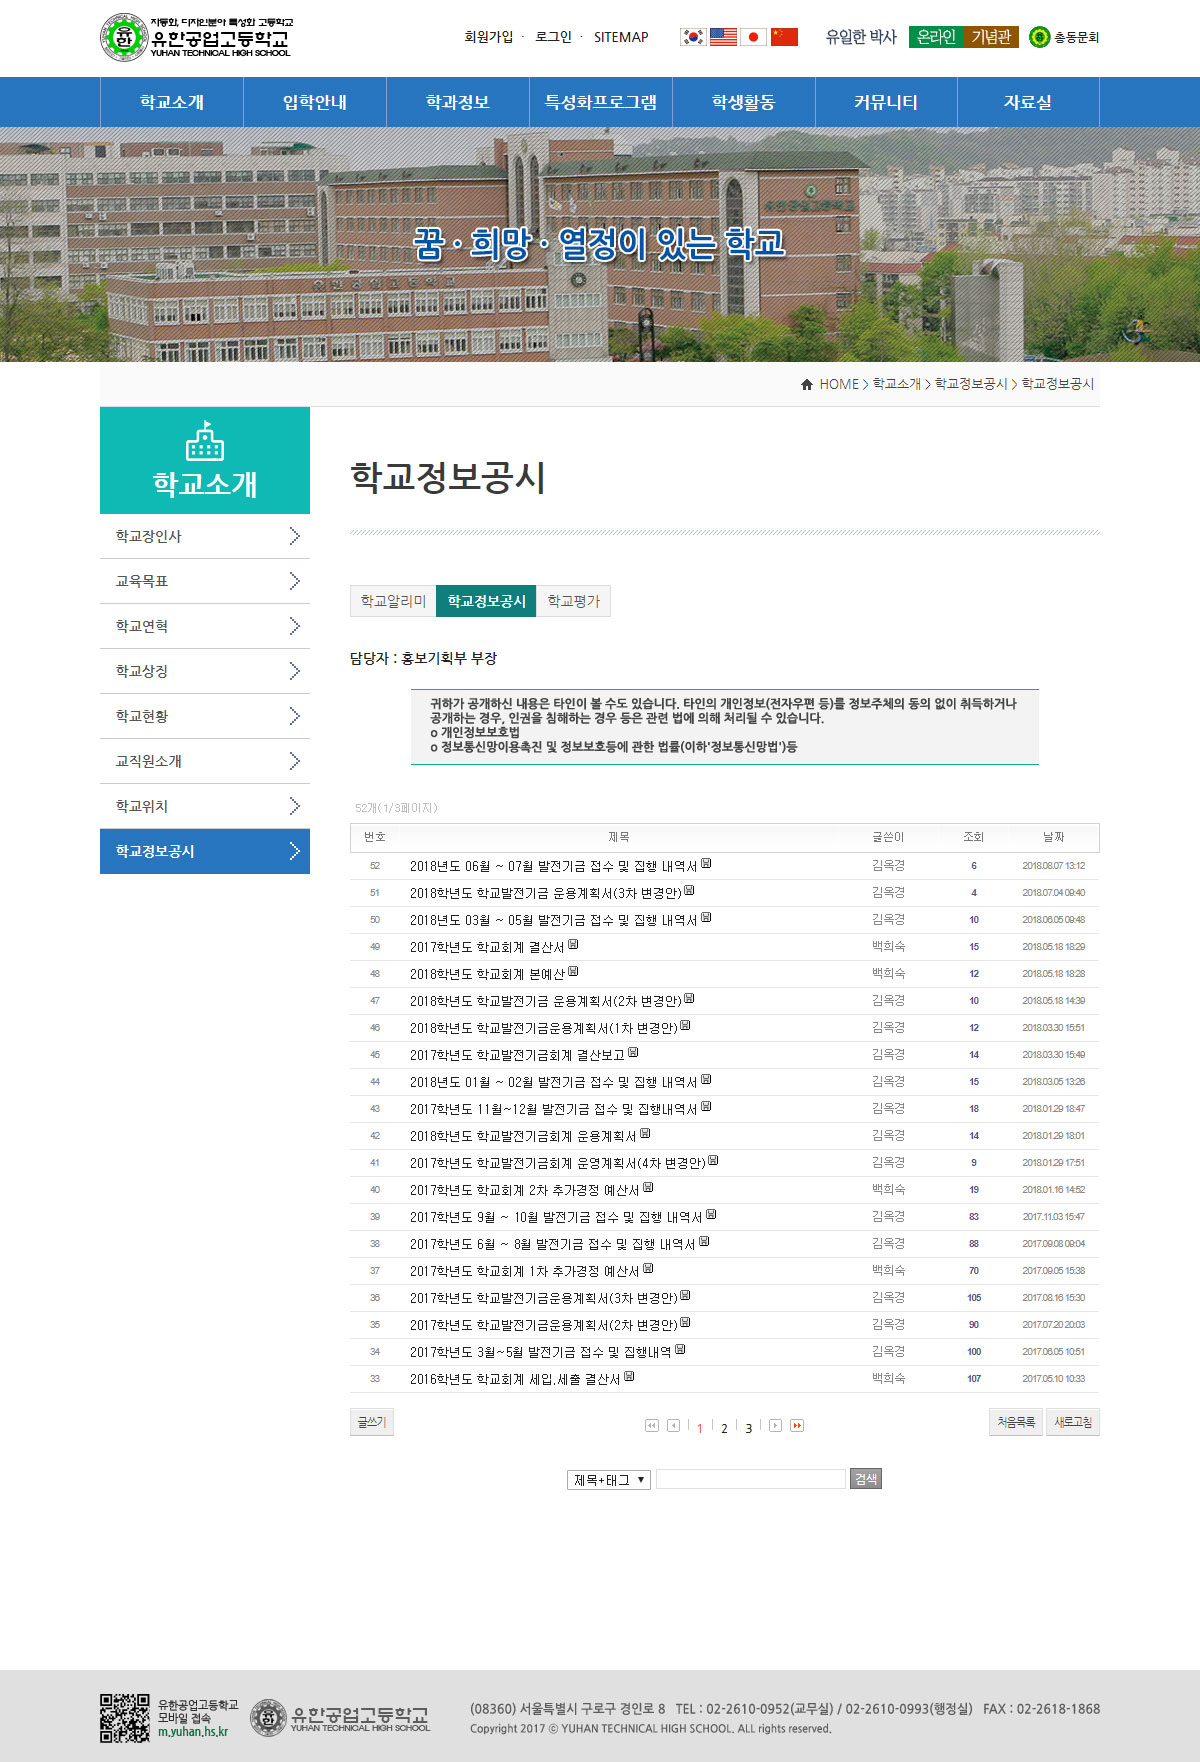 자동화, 디자인분야 특성화 고등학교
유한공업고등학교
YUHAN TECHNICAL HIGH SCHOOL
회원가입 · 로그인 · SITEMAP
유일한 박사 온라인 기념관
총동문회
학교소개 입학안내 학과정보 특성화프로그램 학생활동 커뮤니티 자료실
유한공업고등학교
꿈 · 희망 · 열정이 있는 학교
유한공업고등학교
HOME > 학교소개 > 학교정보공시 > 학교정보공시
학교소개
학교장인사
교육목표
학교연혁
학교상징
학교현황
교직원소개
학교위치
학교정보공시
학교정보공시
학교알리미 학교정보공시 학교평가
담당자 : 홍보기획부 부장
귀하가 공개하신 내용은 타인이 볼 수도 있습니다. 타인의 개인정보(전자우편 등)를 정보주체의 동의 없이 취득하거나
공개하는 경우, 인권을 침해하는 경우 등은 관련 법에 의해 처리될 수 있습니다.
o 개인정보보호법
o 정보통신망이용촉진 및 정보보호등에 관한 법률(이하'정보통신망법')등
52개(1/3페이지)
번호 제목 글쓴이 조회 날짜
52 2018년도 06월 ~ 07월 발전기금 접수 및 집행 내역서 김옥경 6 2018.08.07 13:12
51 2018학년도 학교발전기금 운용계획서(3차 변경안) 김옥경 4 2018.07.04 09:40
50 2018년도 03월 ~ 05월 발전기금 접수 및 집행 내역서 김옥경 10 2018.06.05 09:48
49 2017학년도 학교회계 결산서 백희숙 15 2018.05.18 18:29
48 2018학년도 학교회계 본예산 백희숙 12 2018.05.18 18:28
47 2018학년도 학교발전기금 운용계획서(2차 변경안) 김옥경 10 2018.05.18 14:39
46 2018학년도 학교발전기금운용계획서(1차 변경안) 김옥경 12 2018.03.30 15:51
45 2017학년도 학교발전기금회계 결산보고 김옥경 14 2018.03.30 15:49
44 2018년도 01월 ~ 02월 발전기금 접수 및 집행 내역서 김옥경 15 2018.03.05 13:26
43 2017학년도 11월~12월 발전기금 접수 및 집행내역서 김옥경 18 2018.01.29 18:47
42 2018학년도 학교발전기금회계 운용계획서 김옥경 14 2018.01.29 18:01
41 2017학년도 학교발전기금회계 운영계획서(4차 변경안) 김옥경 9 2018.01.29 17:51
40 2017학년도 학교회계 2차 추가경정 예산서 백희숙 19 2018.01.16 14:52
39 2017학년도 9월 ~ 10월 발전기금 접수 및 집행 내역서 김옥경 83 2017.11.03 15:47
38 2017학년도 6월 ~ 8월 발전기금 접수 및 집행 내역서 김옥경 88 2017.09.08 09:04
37 2017학년도 학교회계 1차 추가경정 예산서 백희숙 70 2017.09.05 15:38
36 2017학년도 학교발전기금운용계획서(3차 변경안) 김옥경 105 2017.08.16 15:30
35 2017학년도 학교발전기금운용계획서(2차 변경안) 김옥경 90 2017.07.20 20:03
34 2017학년도 3월~5월 발전기금 접수 및 집행내역 김옥경 100 2017.06.05 10:51
33 2016학년도 학교회계 세입,세출 결산서 백희숙 107 2017.05.10 10:33
글쓰기 1 2 3 처음목록 새로고침
제목+태그 검색
유한공업고등학교
모바일 접속
m.yuhan.hs.kr
유한공업고등학교
YUHAN TECHNICAL HIGH SCHOOL
(08360) 서울특별시 구로구 경인로 8 TEL : 02-2610-0952(교무실) / 02-2610-0993(행정실) FAX : 02-2618-1868
Copyright 2017 ⓒ YUHAN TECHNICAL HIGH SCHOOL. ALL rights reserved.